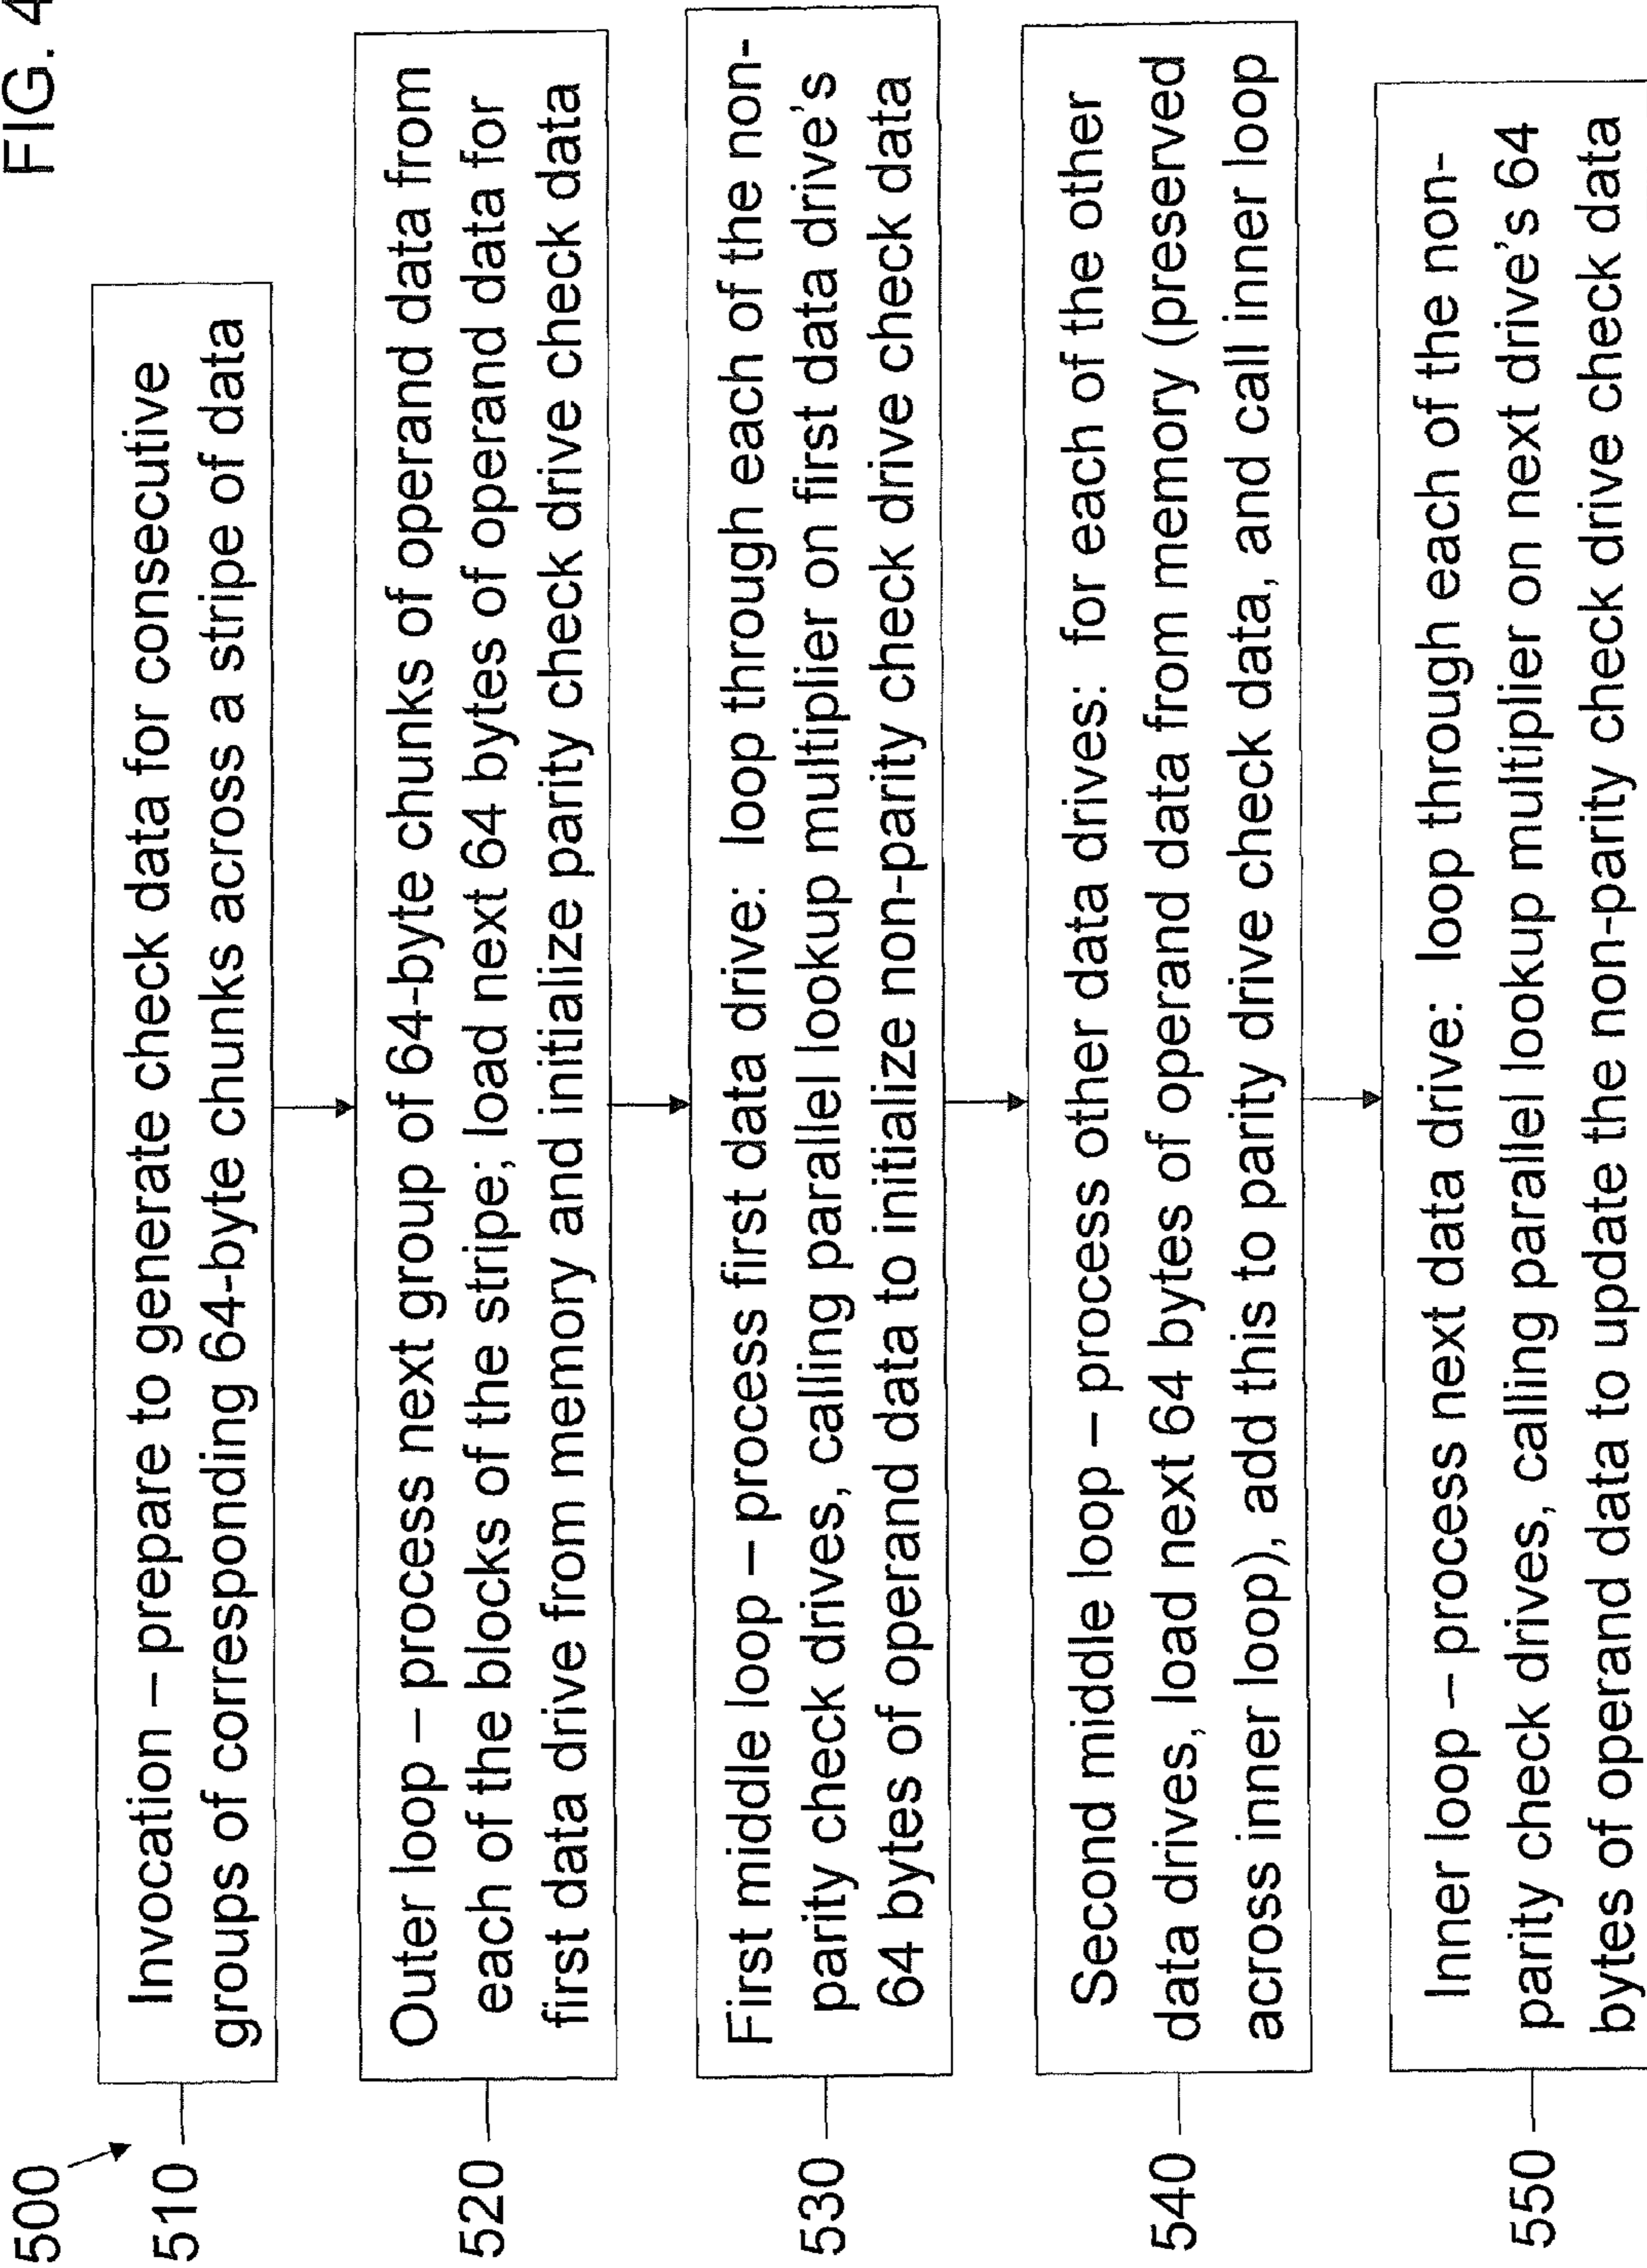 FIG. 4
500
510
Invocation – prepare to generate check data for consecutive
groups of corresponding 64-byte chunks across a stripe of data
520
Outer loop – process next group of 64-byte chunks of operand data from
each of the blocks of the stripe; load next 64 bytes of operand data for
first data drive from memory and initialize parity check drive check data
530
First middle loop – process first data drive: loop through each of the non-
parity check drives, calling parallel lookup multiplier on first data drive's
64 bytes of operand data to initialize non-parity check drive check data
540
Second middle loop – process other data drives: for each of the other
data drives, load next 64 bytes of operand data from memory (preserved
across inner loop), add this to parity drive check data, and call inner loop
550
Inner loop – process next data drive: loop through each of the non-
parity check drives, calling parallel lookup multiplier on next drive's 64
bytes of operand data to update the non-parity check drive check data